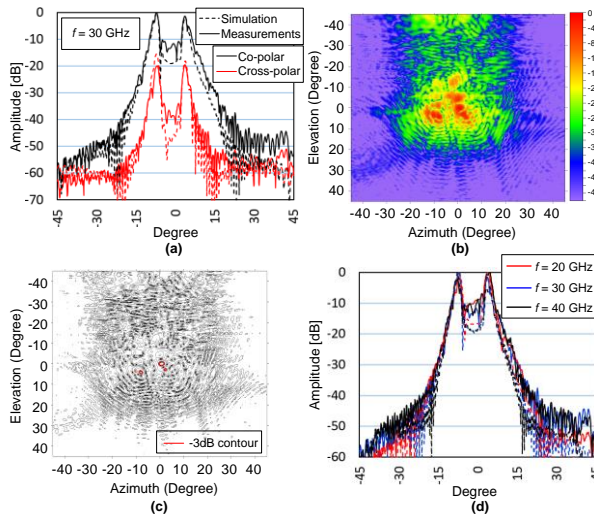 f = 30 GHz
Simulation
Measurements
Co-polar
Cross-polar
Amplitude [dB]
0
-10
-20
-30
-40
-50
-60
-70
-45 -30 -15 0 15 30 45
Degree
(a)
Elevation (Degree)
-40
-30
-20
-10
0
10
20
30
40
-40 -30 -20 -10 0 10 20 30 40
Azimuth (Degree)
(b)
Elevation (Degree)
-40
-30
-20
-10
0
10
20
30
40
-3dB contour
-40 -30 -20 -10 0 10 20 30 40
Azimuth (Degree)
(c)
f = 20 GHz
f = 30 GHz
f = 40 GHz
Amplitude [dB]
0
-10
-20
-30
-40
-50
-60
-45 -30 -15 0 15 30 45
Degree
(d)